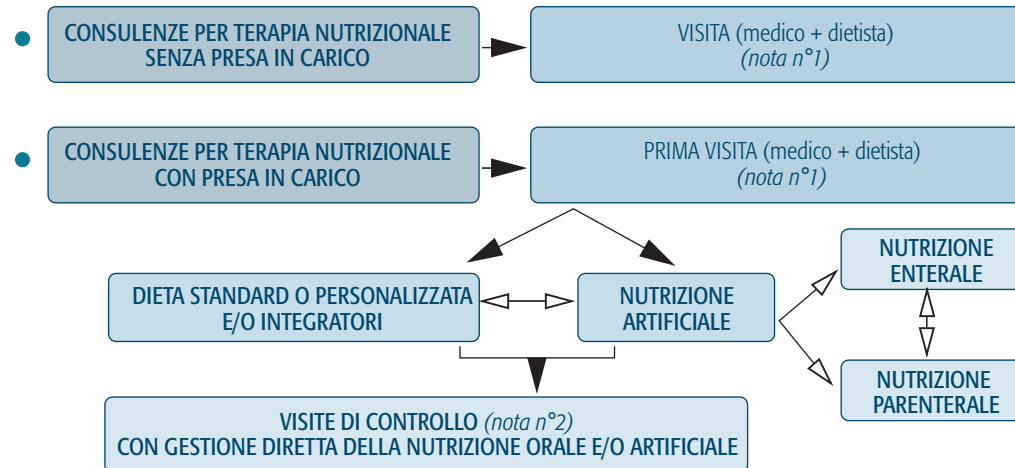 CONSULENZE PER TERAPIA NUTRIZIONALE
SENZA PRESA IN CARICO
VISITA (medico + dietista)
(nota n°1)
CONSULENZE PER TERAPIA NUTRIZIONALE
CON PRESA IN CARICO
PRIMA VISITA (medico + dietista)
(nota n°1)
DIETA STANDARD O PERSONALIZZATA
E/O INTEGRATORI
NUTRIZIONE
ARTIFICIALE
NUTRIZIONE
ENTERALE
NUTRIZIONE
PARENTERALE
VISITE DI CONTROLLO (nota n°2)
CON GESTIONE DIRETTA DELLA NUTRIZIONE ORALE E/O ARTIFICIALE